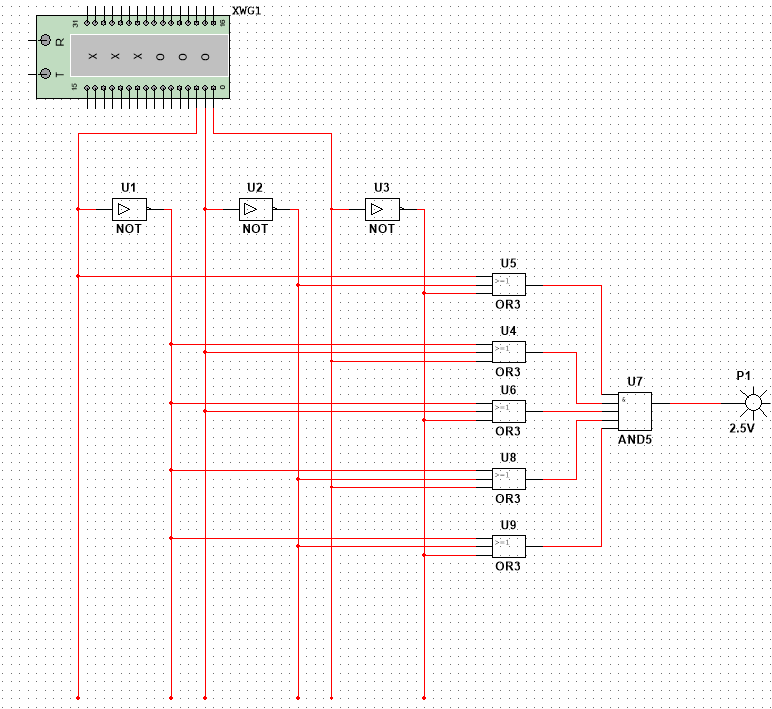 XWG1
31
16
R
X X X O O O
T
15
0
U1
U2
U3
NOT
NOT
NOT
U5
>=1
OR3
U4
>=1
OR3
U6
>=1
OR3
U7
&
AND5
P1
2.5V
U8
>=1
OR3
U9
>=1
OR3